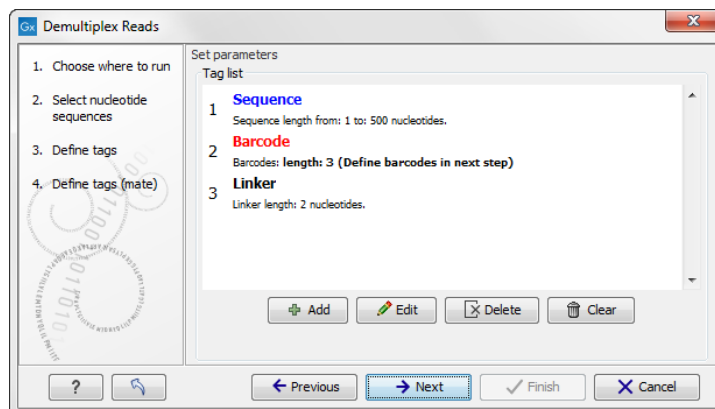 Gx Demultiplex Reads
1. Choose where to run
2. Select nucleotide
sequences
3. Define tags
4. Define tags (mate)
Set parameters
Tag list
1 Sequence
Sequence length from: 1 to: 500 nucleotides.
2 Barcode
Barcodes: length: 3 (Define barcodes in next step)
3 Linker
Linker length: 2 nucleotides.
Add Edit Delete Clear
? Previous Next Finish Cancel